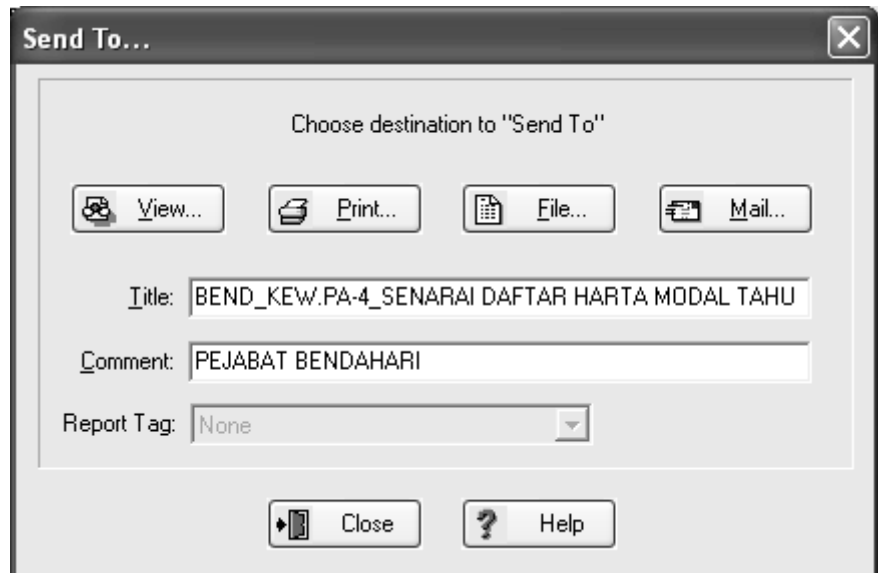 Send To...
Choose destination to "Send To"
View... Print... File... Mail...
Title: BEND_KEW.PA-4_SENARAI DAFTAR HARTA MODAL TAHU
Comment: PEJABAT BENDAHARI
Report Tag: None
Close Help